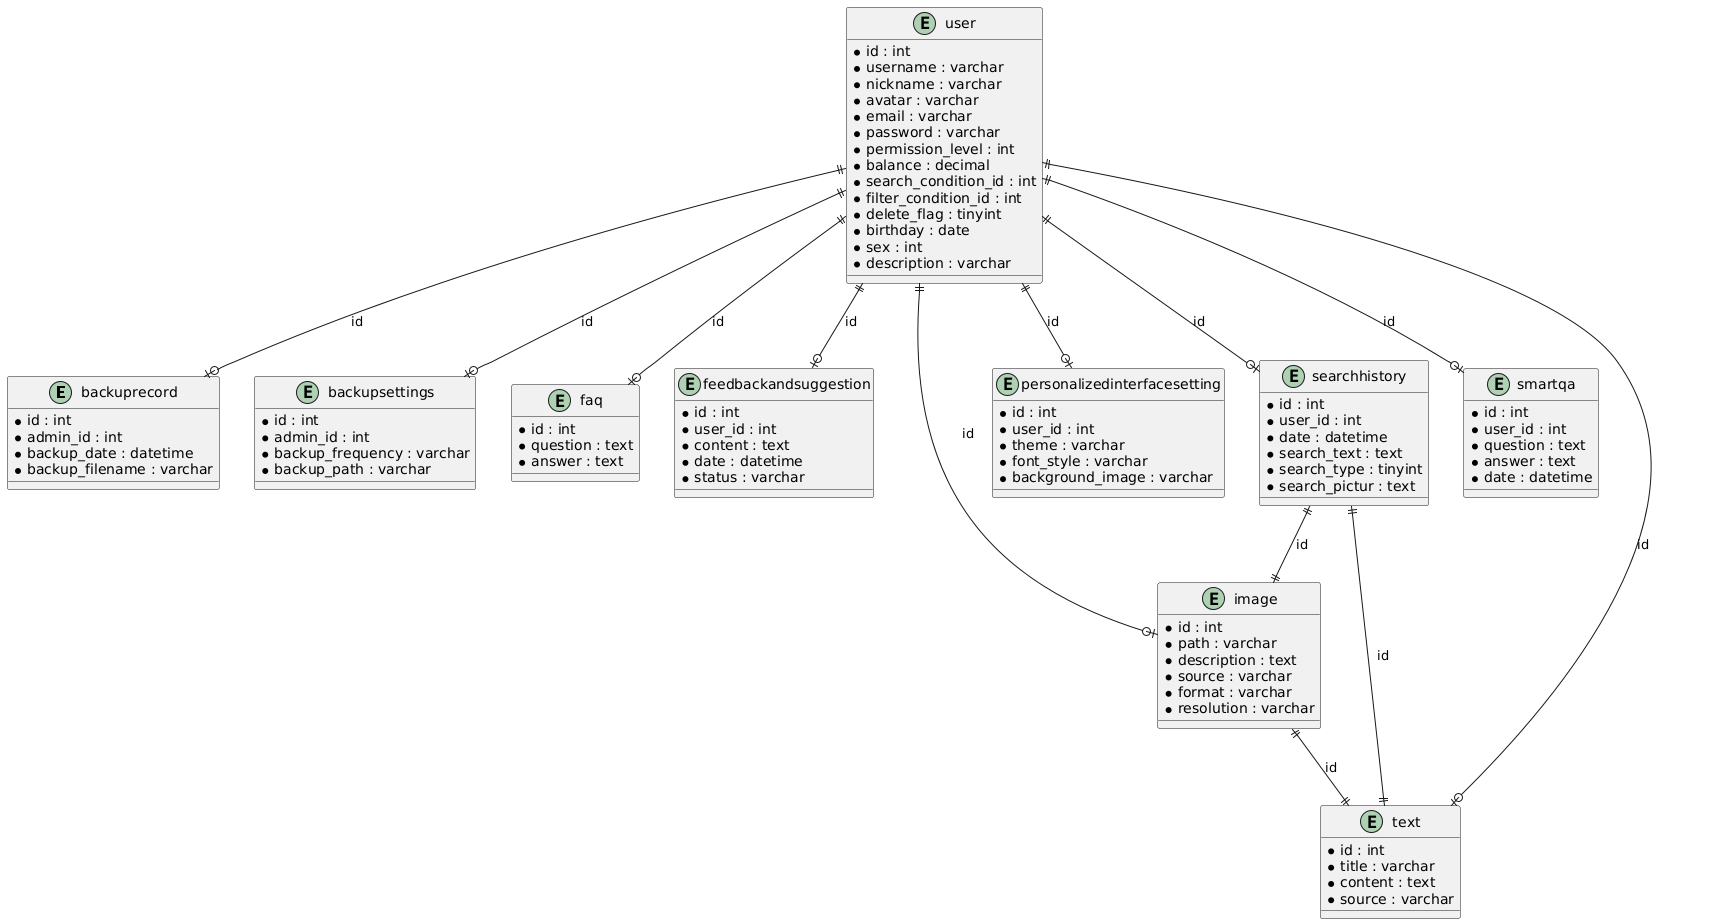 E user
* id : int
* username : varchar
* nickname : varchar
* avatar : varchar
* email : varchar
* password : varchar
* permission_level : int
* balance : decimal
* search_condition_id : int
* filter_condition_id : int
* delete_flag : tinyint
* birthday : date
* sex : int
* description : varchar
id
id
id
id
id
id
id
id
E backuprecord
* id : int
* admin_id : int
* backup_date : datetime
* backup_filename : varchar
E backupsettings
* id : int
* admin_id : int
* backup_frequency : varchar
* backup_path : varchar
E faq
* id : int
* question : text
* answer : text
E feedbackandsuggestion
* id : int
* user_id : int
* content : text
* date : datetime
* status : varchar
E personalizedinterfacesetting
* id : int
* user_id : int
* theme : varchar
* font_style : varchar
* background_image : varchar
E searchhistory
* id : int
* user_id : int
* date : datetime
* search_text : text
* search_type : tinyint
* search_pictur : text
E smartqa
* id : int
* user_id : int
* question : text
* answer : text
* date : datetime
id
id
E image
* id : int
* path : varchar
* description : text
* source : varchar
* format : varchar
* resolution : varchar
id
id
E text
* id : int
* title : varchar
* content : text
* source : varchar